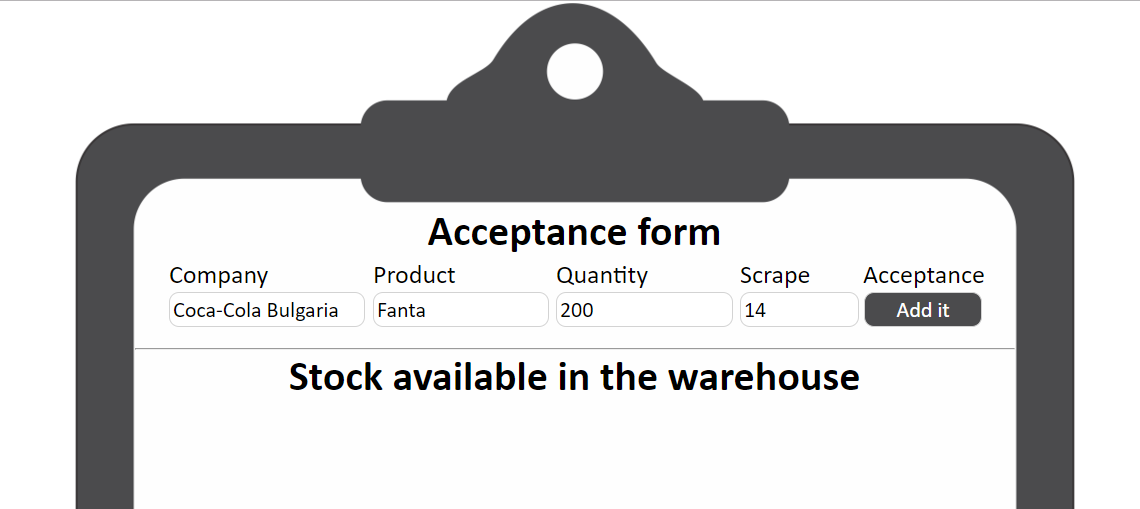 Acceptance form
Company Product Quantity Scrape Acceptance
Coca-Cola Bulgaria Fanta 200 14 Add it
Stock available in the warehouse